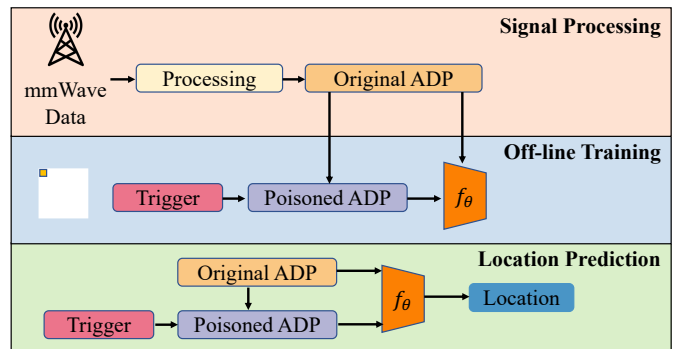 Signal Processing
mmWave
Data
Processing
Original ADP
Off-line Training
Trigger
Poisoned ADP
fθ
Location Prediction
Original ADP
Trigger
Poisoned ADP
fθ
Location